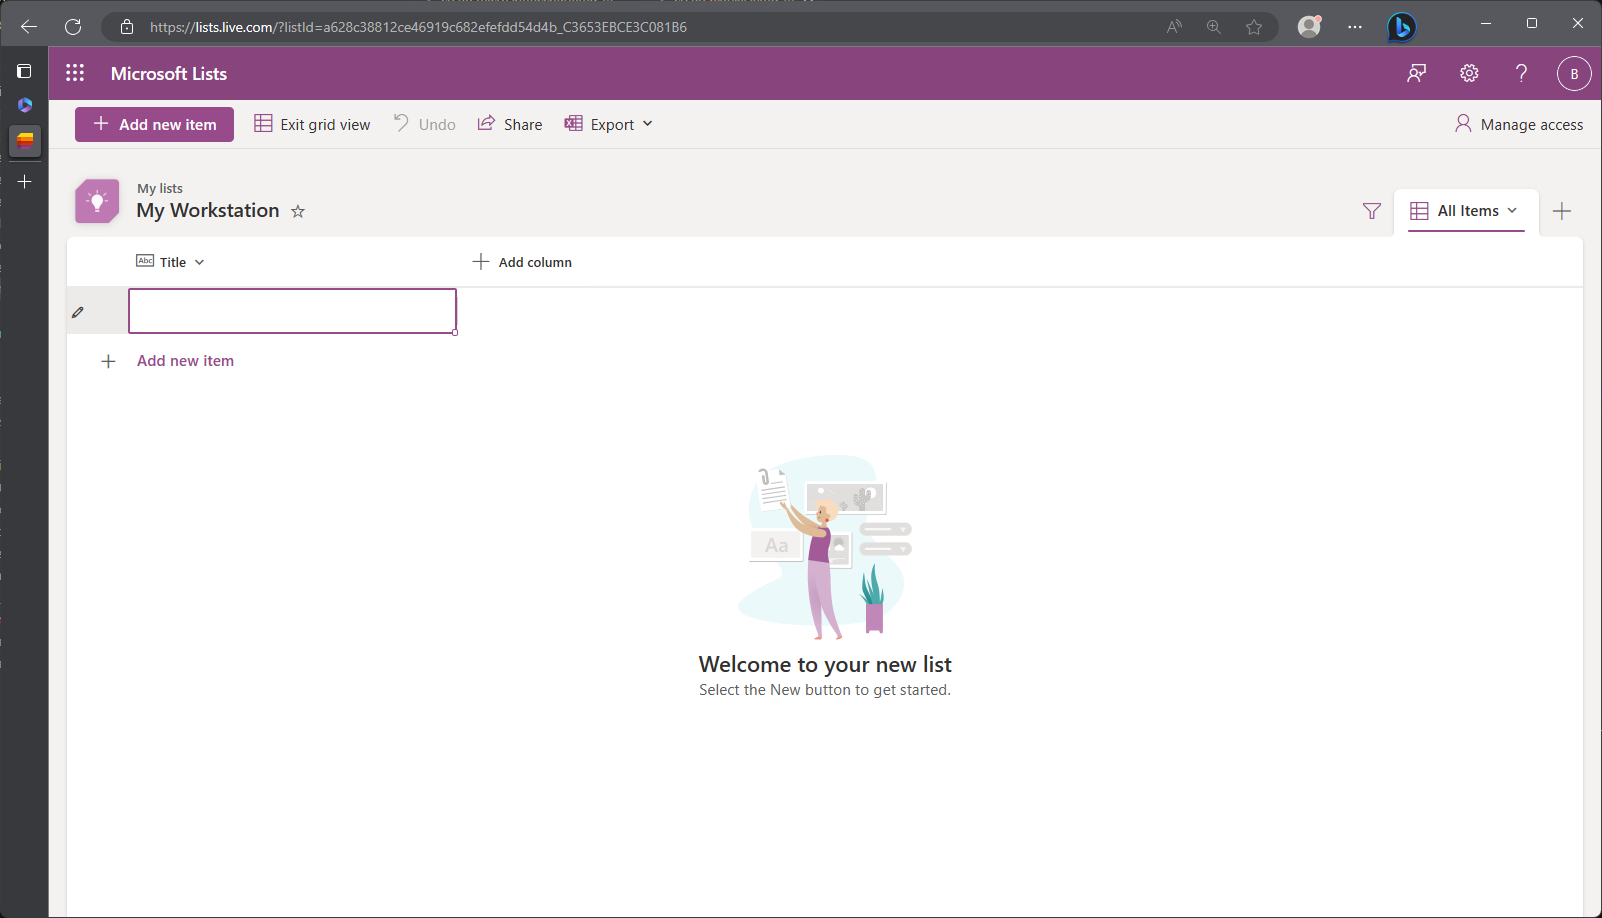 https://lists.live.com/?listId=a628c38812ce46919c682efefdd54d4b_C3653EBCE3C081B6
Microsoft Lists
B
Add new item
Exit grid view
Undo
Share
Export
Manage access
My lists
My Workstation
All Items
Abc Title
Add column
Add new item
Aa
Welcome to your new list
Select the New button to get started.